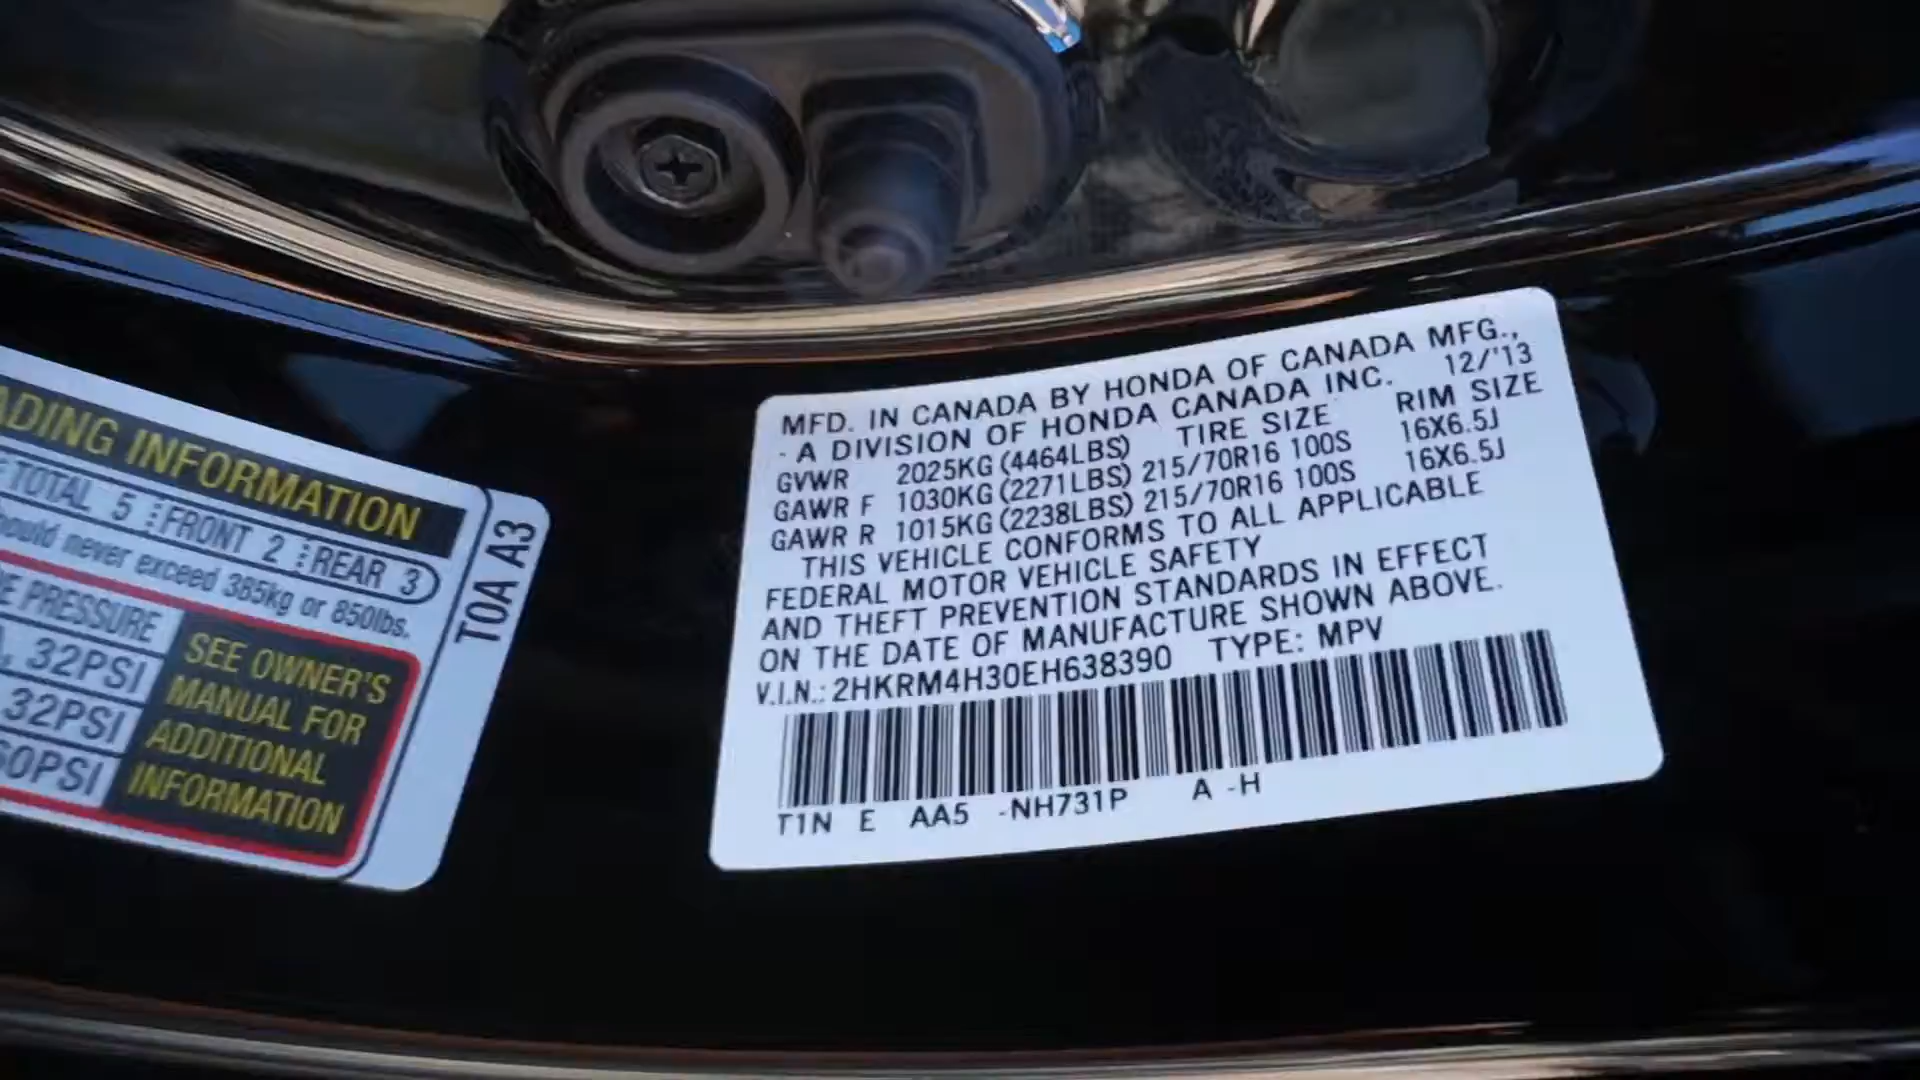 ADING INFORMATION
TOTAL 5 FRONT 2 REAR 3
should never exceed 385kg or 850lbs.
PRESSURE
32PSI
32PSI
60PSI
SEE OWNER'S
MANUAL FOR
ADDITIONAL
INFORMATION
T0A A3
MFD. IN CANADA BY HONDA OF CANADA MFG.,
- A DIVISION OF HONDA CANADA INC. 12/'13
GVWR 2025KG (4464LBS) TIRE SIZE RIM SIZE
GAWR F 1030KG (2271LBS) 215/70R16 100S 16X6.5J
GAWR R 1015KG (2238LBS) 215/70R16 100S 16X6.5J
THIS VEHICLE CONFORMS TO ALL APPLICABLE
FEDERAL MOTOR VEHICLE SAFETY
AND THEFT PREVENTION STANDARDS IN EFFECT
ON THE DATE OF MANUFACTURE SHOWN ABOVE.
V.I.N.: 2HKRM4H30EH638390 TYPE: MPV
T1N E AA5 -NH731P A -H